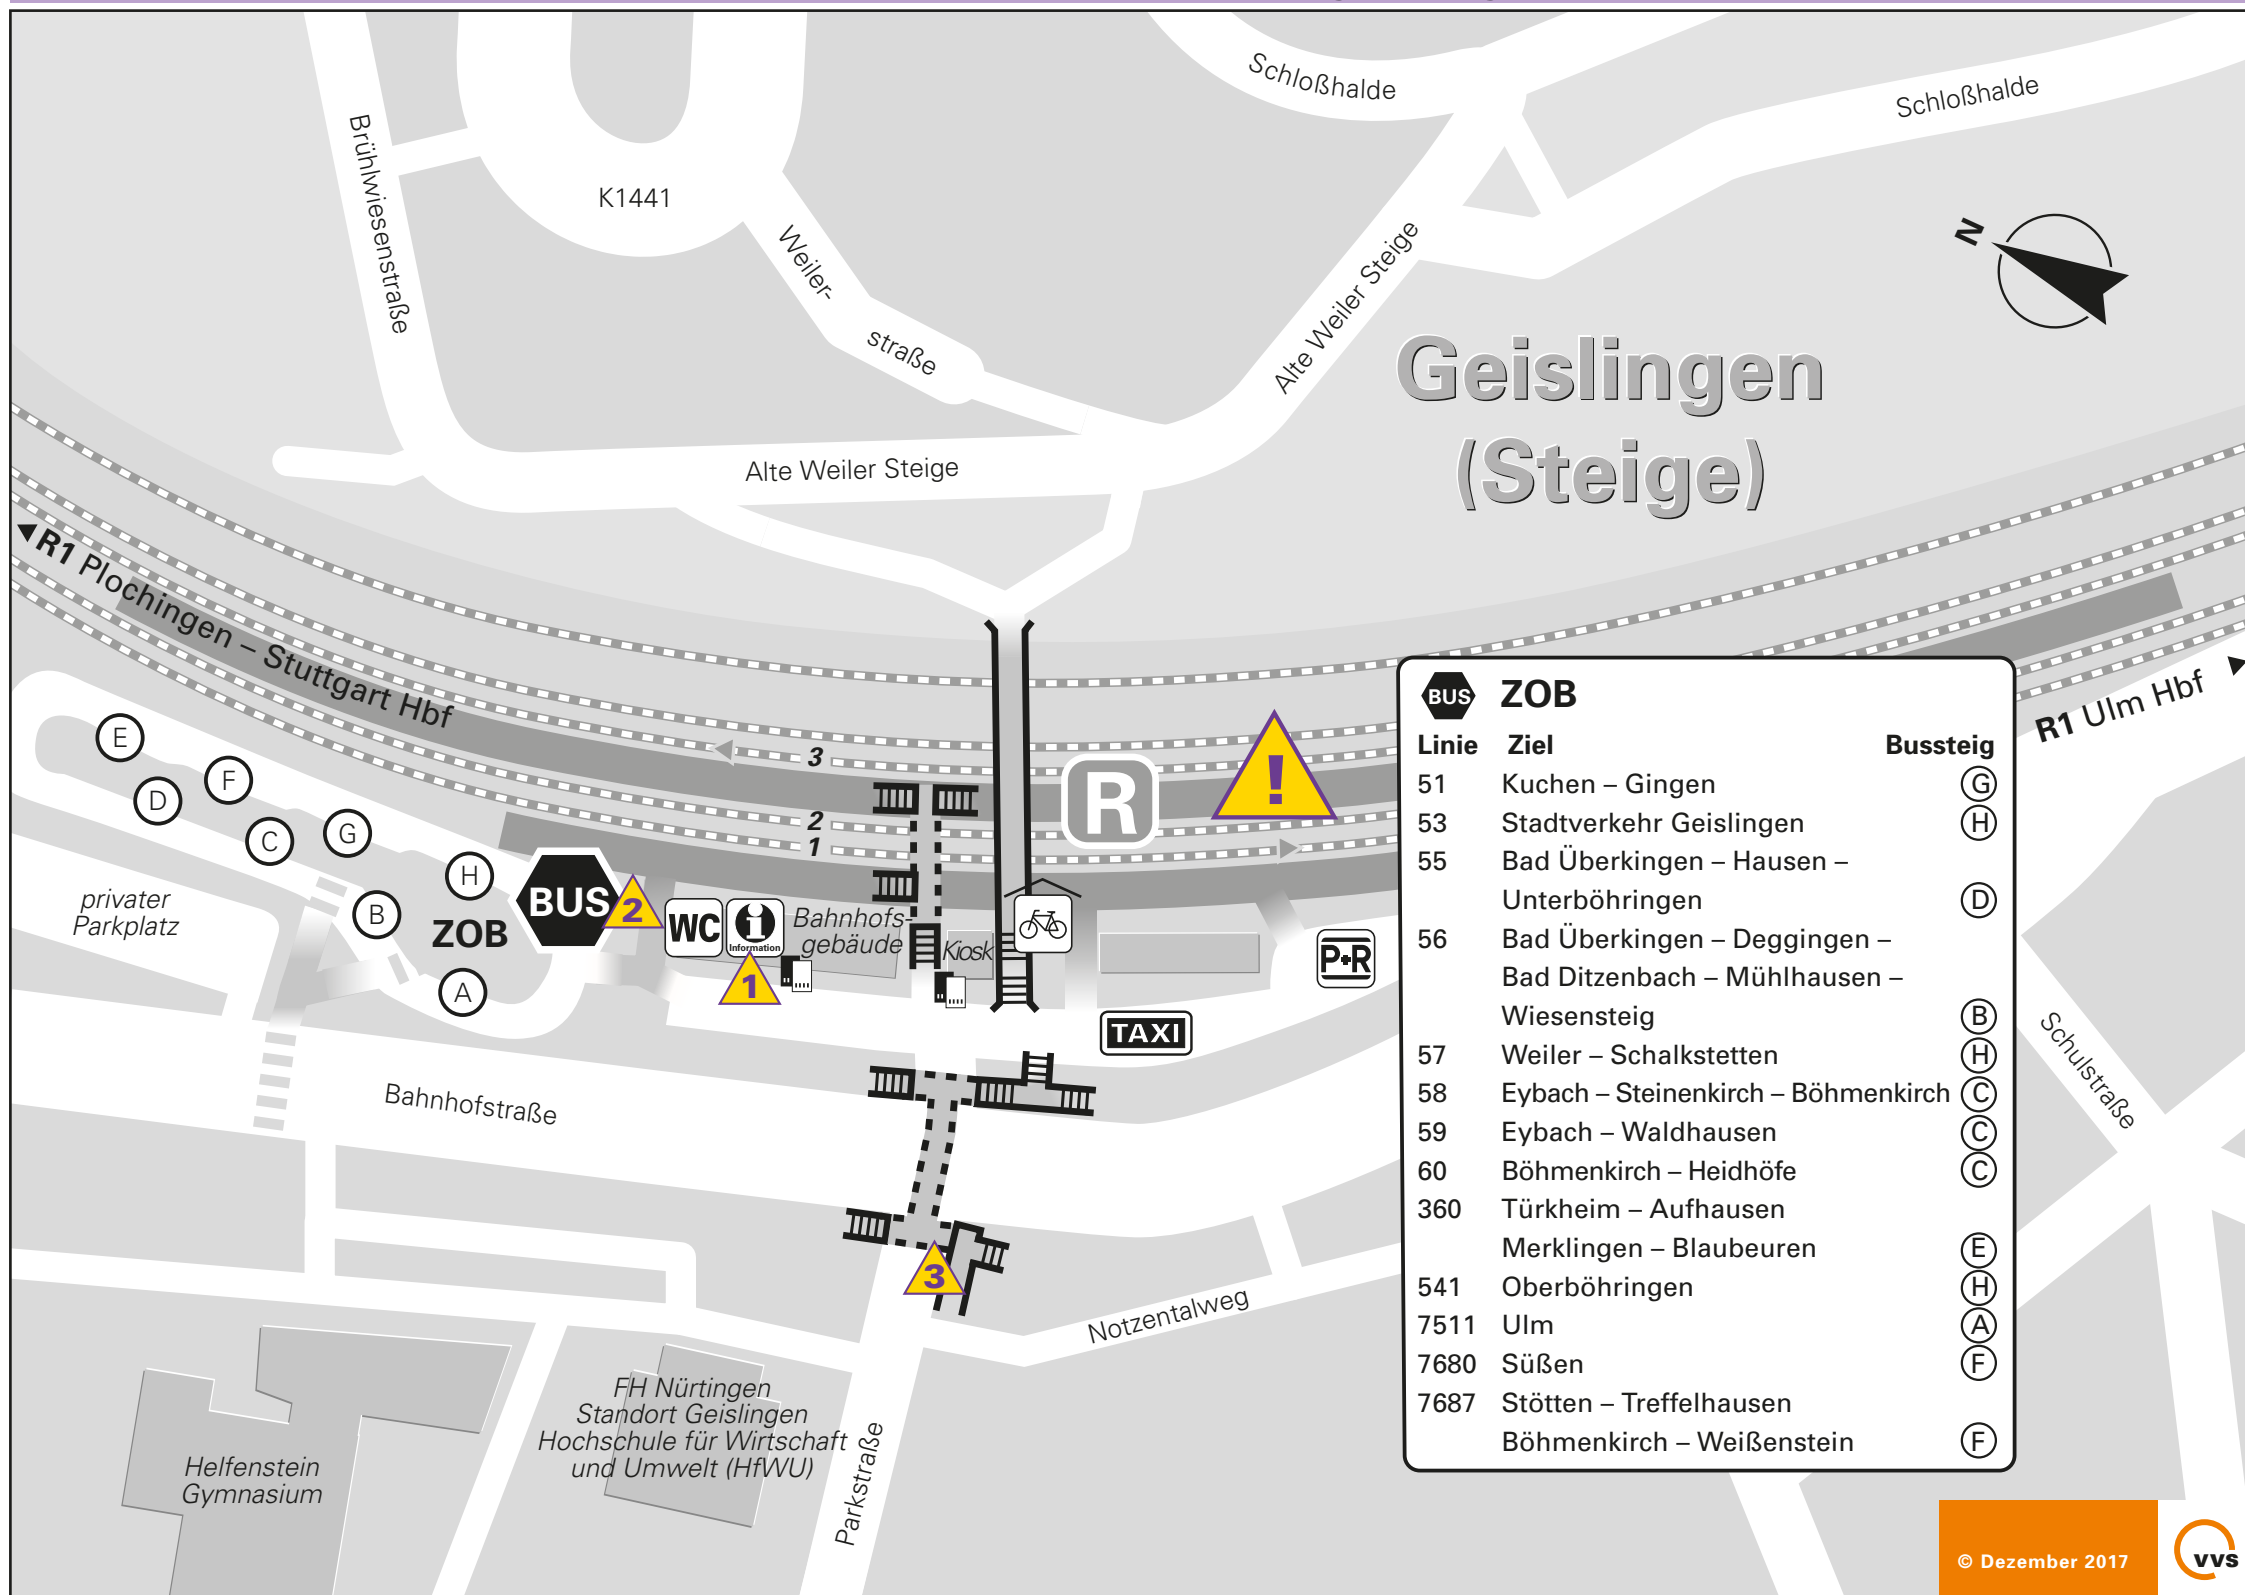 Schloßhalde
Schloßhalde
Brühlwiesenstraße
K1441
Weiler-
straße
Alte Weiler Steige
N
Geislingen
(Steige)
Alte Weiler Steige
R1 Plochingen – Stuttgart Hbf
R1 Ulm Hbf
3
2
1
R
!
E
F
D
G
C
H
B
A
ZOB
BUS
2
WC
i
Information
1
Bahnhofs-
gebäude
Kiosk
P+R
TAXI
privater
Parkplatz
Bahnhofstraße
3
Notzentalweg
Parkstraße
Schulstraße
Helfenstein
Gymnasium
FH Nürtingen
Standort Geislingen
Hochschule für Wirtschaft
und Umwelt (HfWU)
BUS ZOB
Linie Ziel Bussteig
51 Kuchen – Gingen G
53 Stadtverkehr Geislingen H
55 Bad Überkingen – Hausen –
Unterböhringen D
56 Bad Überkingen – Deggingen –
Bad Ditzenbach – Mühlhausen –
Wiesensteig B
57 Weiler – Schalkstetten H
58 Eybach – Steinenkirch – Böhmenkirch C
59 Eybach – Waldhausen C
60 Böhmenkirch – Heidhöfe C
360 Türkheim – Aufhausen
Merklingen – Blaubeuren E
541 Oberböhringen H
7511 Ulm A
7680 Süßen F
7687 Stötten – Treffelhausen
Böhmenkirch – Weißenstein F
© Dezember 2017
vvs